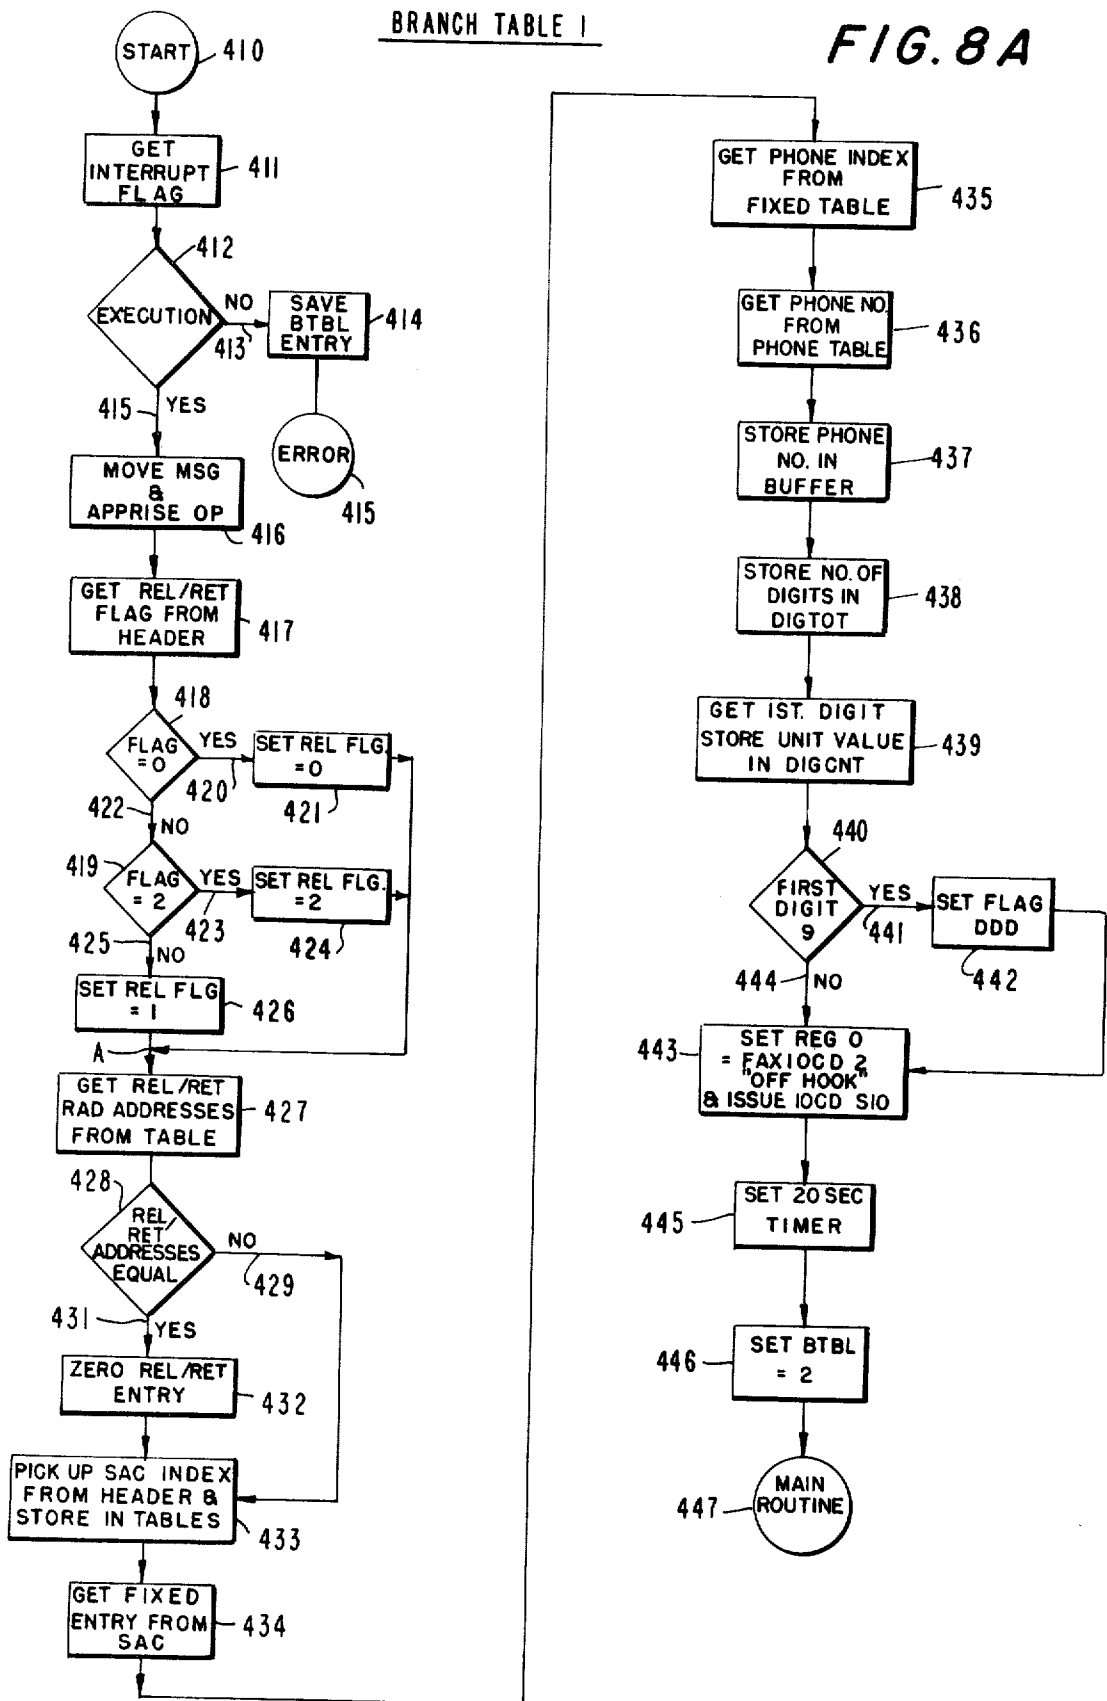 BRANCH TABLE 1
FIG. 8A
START
410
GET
INTERRUPT
FLAG
411
412
EXECUTION
NO
413
SAVE
BTBL
ENTRY
414
ERROR
415
415
YES
MOVE MSG
&
APPRISE OP
416
GET REL/RET
FLAG FROM
HEADER
417
418
FLAG
=0
YES
420
SET REL FLG
=0
421
422
NO
419
FLAG
= 2
YES
423
SET REL FLG.
= 2
424
425
NO
SET REL FLG
= 1
426
A
GET REL/RET
RAD ADDRESSES
FROM TABLE
427
428
REL/
RET
ADDRESSES
EQUAL
NO
429
431
YES
ZERO REL/RET
ENTRY
432
PICK UP SAC INDEX
FROM HEADER &
STORE IN TABLES
433
GET FIXED
ENTRY FROM
SAC
434
GET PHONE INDEX
FROM
FIXED TABLE
435
GET PHONE NO.
FROM
PHONE TABLE
436
STORE PHONE
NO. IN
BUFFER
437
STORE NO. OF
DIGITS IN
DIGTOT
438
GET 1ST. DIGIT
STORE UNIT VALUE
IN DIGCNT
439
440
FIRST
DIGIT
9
YES
441
SET FLAG
DDD
442
444
NO
443
SET REG 0
= FAXIOCD 2
"OFF HOOK"
& ISSUE IOCD SIO
445
SET 20 SEC
TIMER
446
SET BTBL
= 2
447
MAIN
ROUTINE